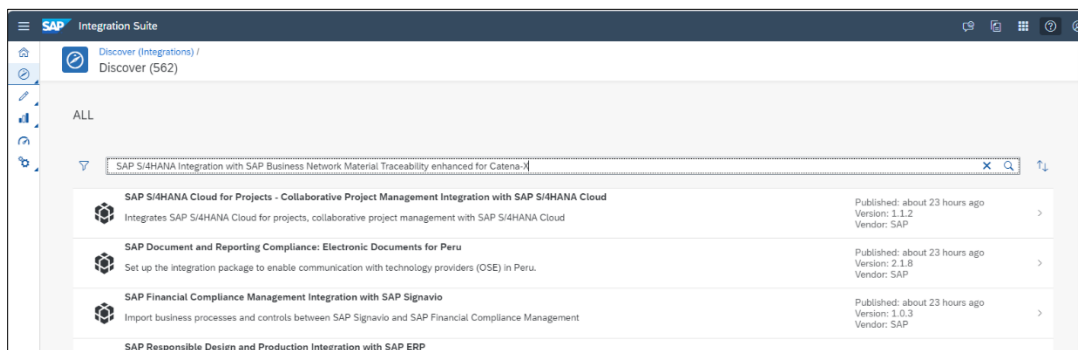 SAP Integration Suite
Discover (Integrations) /
Discover (562)
ALL
SAP S/4HANA Integration with SAP Business Network Material Traceability enhanced for Catena-X
SAP S/4HANA Cloud for Projects - Collaborative Project Management Integration with SAP S/4HANA Cloud
Integrates SAP S/4HANA Cloud for projects, collaborative project management with SAP S/4HANA Cloud
Published: about 23 hours ago
Version: 1.1.2
Vendor: SAP
SAP Document and Reporting Compliance: Electronic Documents for Peru
Set up the integration package to enable communication with technology providers (OSE) in Peru.
Published: about 23 hours ago
Version: 2.1.8
Vendor: SAP
SAP Financial Compliance Management Integration with SAP Signavio
Import business processes and controls between SAP Signavio and SAP Financial Compliance Management
Published: about 23 hours ago
Version: 1.0.3
Vendor: SAP
SAP Responsible Design and Production Integration with SAP ERP